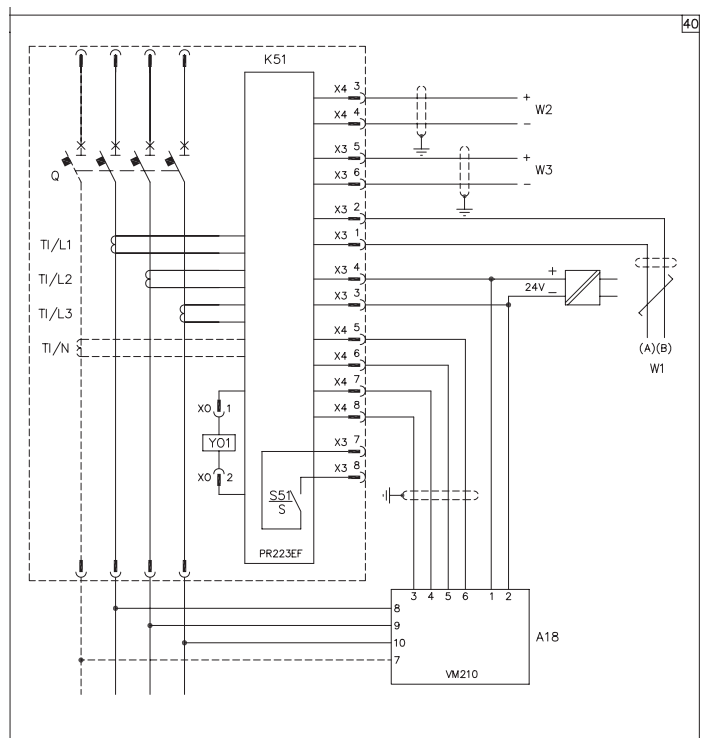 40
K51
X4 3
+
W2
X4 4
−
X3 5
+
W3
X3 6
−
Q
X3 2
X3 1
TI/L1
X3 4
+
TI/L2
24V −
X3 3
TI/L3
X4 5
TI/N
(A)(B)
X4 6
W1
X4 7
X0 1
X4 8
Y01
X3 7
X0 2
X3 8
S51
S
PR223EF
3 4 5 6 1 2
8
9
A18
10
7
VM210